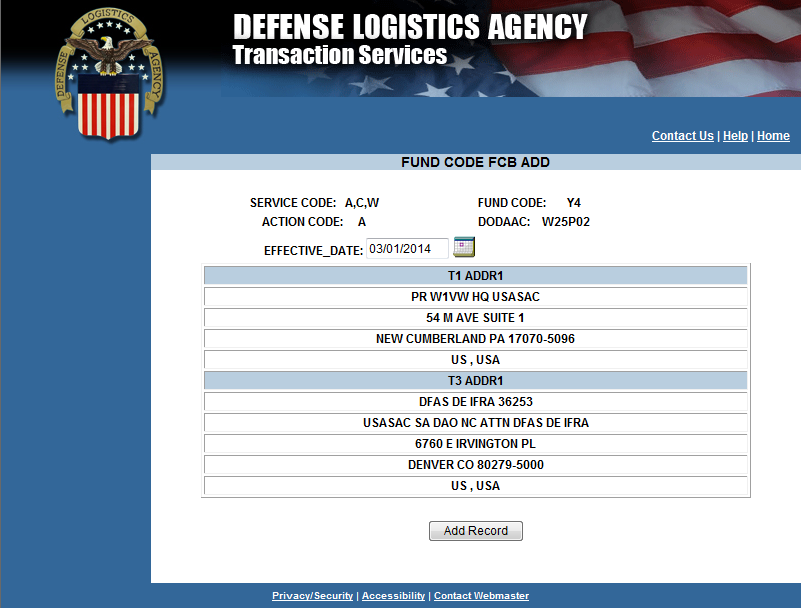 DEFENSE LOGISTICS AGENCY
Transaction Services
DEFENSE LOGISTICS AGENCY
Contact Us | Help | Home
FUND CODE FCB ADD
SERVICE CODE: A,C,W FUND CODE: Y4
ACTION CODE: A DODAAC: W25P02
EFFECTIVE_DATE: 03/01/2014
T1 ADDR1
PR W1VW HQ USASAC
54 M AVE SUITE 1
NEW CUMBERLAND PA 17070-5096
US , USA
T3 ADDR1
DFAS DE IFRA 36253
USASAC SA DAO NC ATTN DFAS DE IFRA
6760 E IRVINGTON PL
DENVER CO 80279-5000
US , USA
Add Record
Privacy/Security | Accessibility | Contact Webmaster